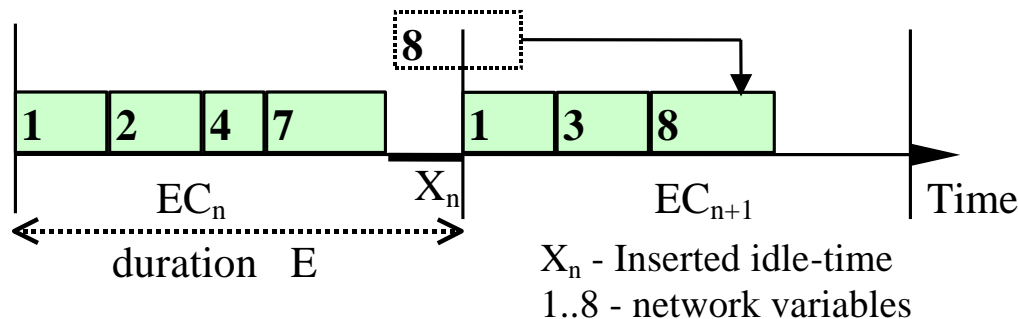 8
1 2 4 7 1 3 8
Xₙ
ECₙ ECₙ₊₁ Time
duration E
Xₙ - Inserted idle-time
1..8 - network variables